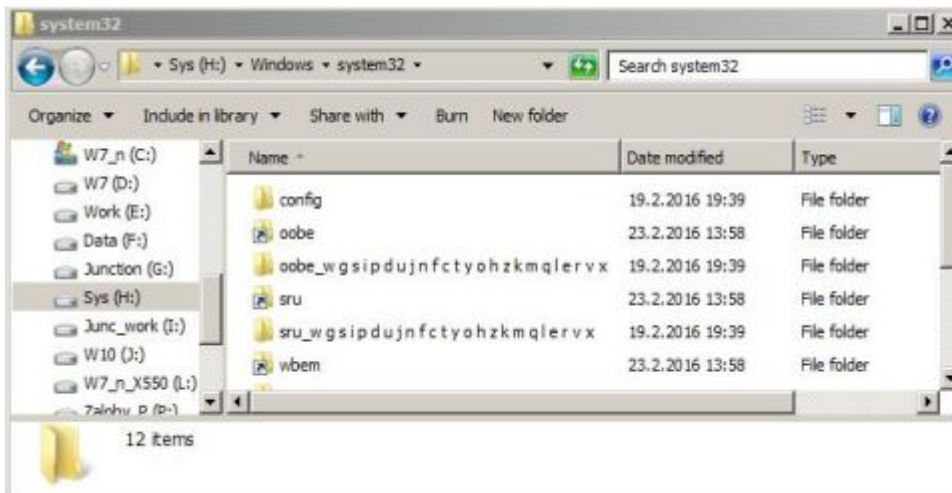 system32
Sys (H:) Windows system32
Search system32
Organize Include in library Share with Burn New folder
W7_n (C:)
W7 (D:)
Work (E:)
Data (F:)
Junction (G:)
Sys (H:)
Junc_work (I:)
W10 (J:)
W7_n_X550 (L:)
Zalohy_P (P:)
Name Date modified Type
config 19.2.2016 19:39 File folder
oobe 23.2.2016 13:58 File folder
oobe_w g s i p d u j n f c t y o h z k m q l e r v x 19.2.2016 19:39 File folder
sru 23.2.2016 13:58 File folder
sru_w g s i p d u j n f c t y o h z k m q l e r v x 19.2.2016 19:39 File folder
wbem 23.2.2016 13:58 File folder
12 items